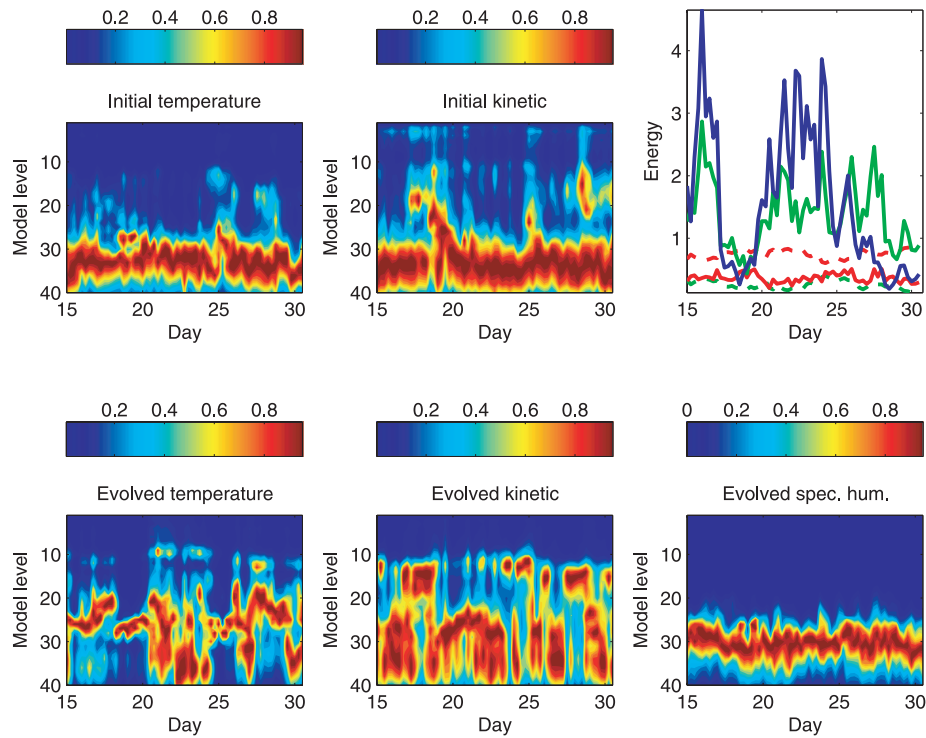 0.2 0.4 0.6 0.8
Initial temperature
Model level
10
20
30
40
15 20 25 30
Day
0.2 0.4 0.6 0.8
Initial kinetic
Model level
10
20
30
40
15 20 25 30
Day
Energy
4
3
2
1
15 20 25 30
Day
0.2 0.4 0.6 0.8
Evolved temperature
Model level
10
20
30
40
15 20 25 30
Day
0.2 0.4 0.6 0.8
Evolved kinetic
Model level
10
20
30
40
15 20 25 30
Day
0 0.2 0.4 0.6 0.8
Evolved spec. hum.
Model level
10
20
30
40
15 20 25 30
Day